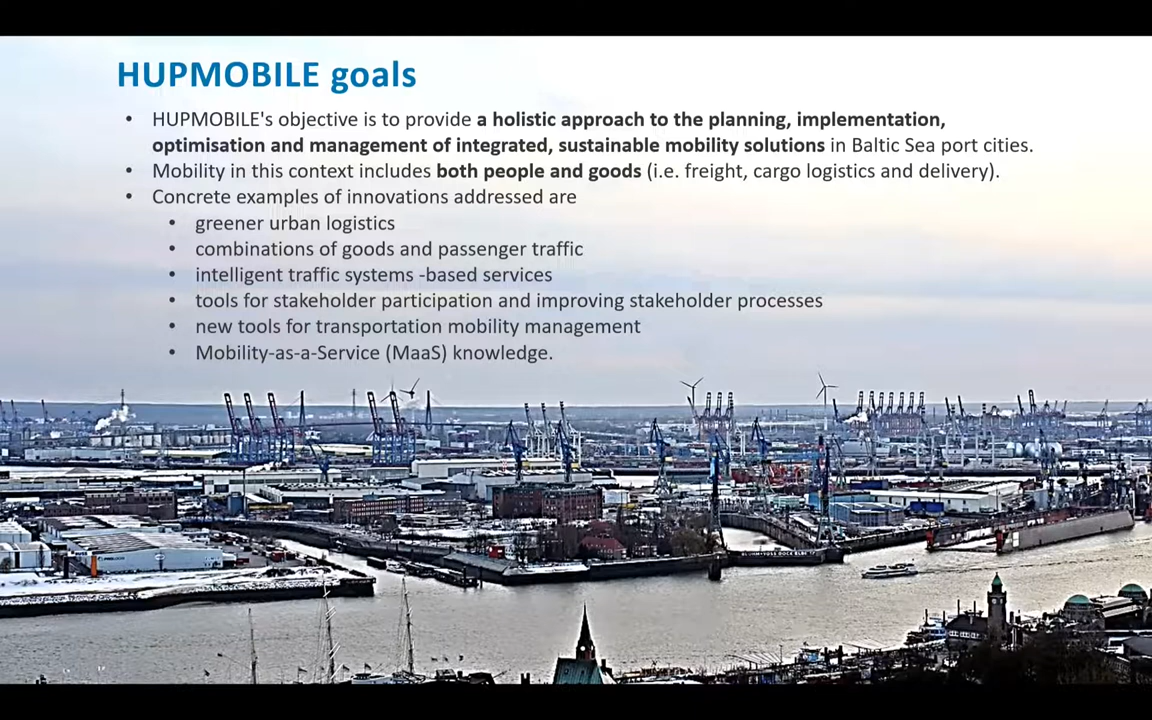 HUPMOBILE goals
• HUPMOBILE's objective is to provide a holistic approach to the planning, implementation,
optimisation and management of integrated, sustainable mobility solutions in Baltic Sea port cities.
• Mobility in this context includes both people and goods (i.e. freight, cargo logistics and delivery).
• Concrete examples of innovations addressed are
• greener urban logistics
• combinations of goods and passenger traffic
• intelligent traffic systems -based services
• tools for stakeholder participation and improving stakeholder processes
• new tools for transportation mobility management
• Mobility-as-a-Service (MaaS) knowledge.